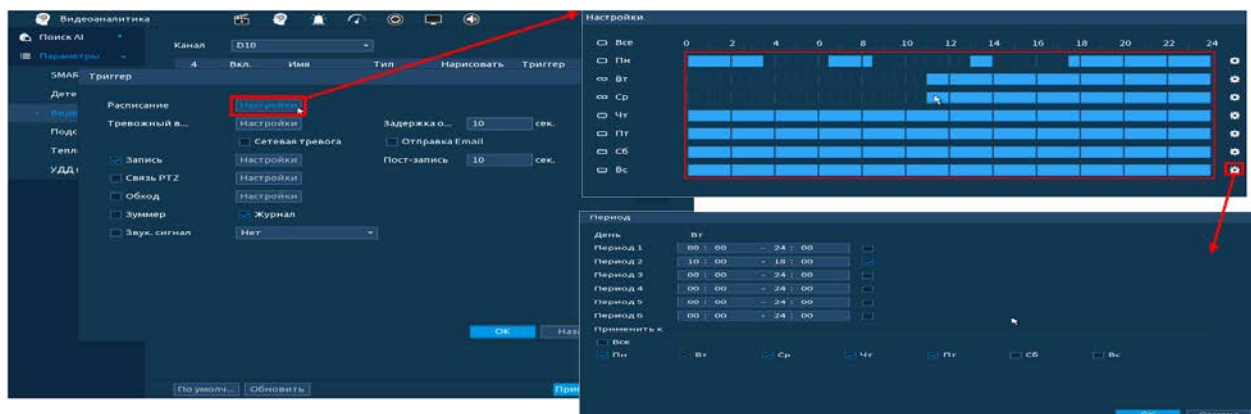 Видеоаналитика
Поиск AI
Параметры
Канал D10
4 Вкл. Имя Тип Нарисовать Триггер
SMAR
Триггер
Дете
Расписание Настройки
Тревожный в... Настройки Задержка о... 10 сек.
Подс
Сетевая тревога Отправка Email
Тепл
Запись Настройки Пост-запись 10 сек.
УДД
Связь PTZ Настройки
Обход Настройки
Зуммер Журнал
Звук. сигнал Нет
OK Наза
По умолч... Обновить При
Настройки
Все 0 2 4 6 8 10 12 14 16 18 20 22 24
Пн
Вт
Ср
Чт
Пт
Сб
Вс
Период
День Вт
Период 1 00 : 00 - 24 : 00
Период 2 10 : 00 - 18 : 00
Период 3 00 : 00 - 24 : 00
Период 4 00 : 00 - 24 : 00
Период 5 00 : 00 - 24 : 00
Период 6 00 : 00 - 24 : 00
Применить к
Все
Пн Вт Ср Чт Пт Сб Вс